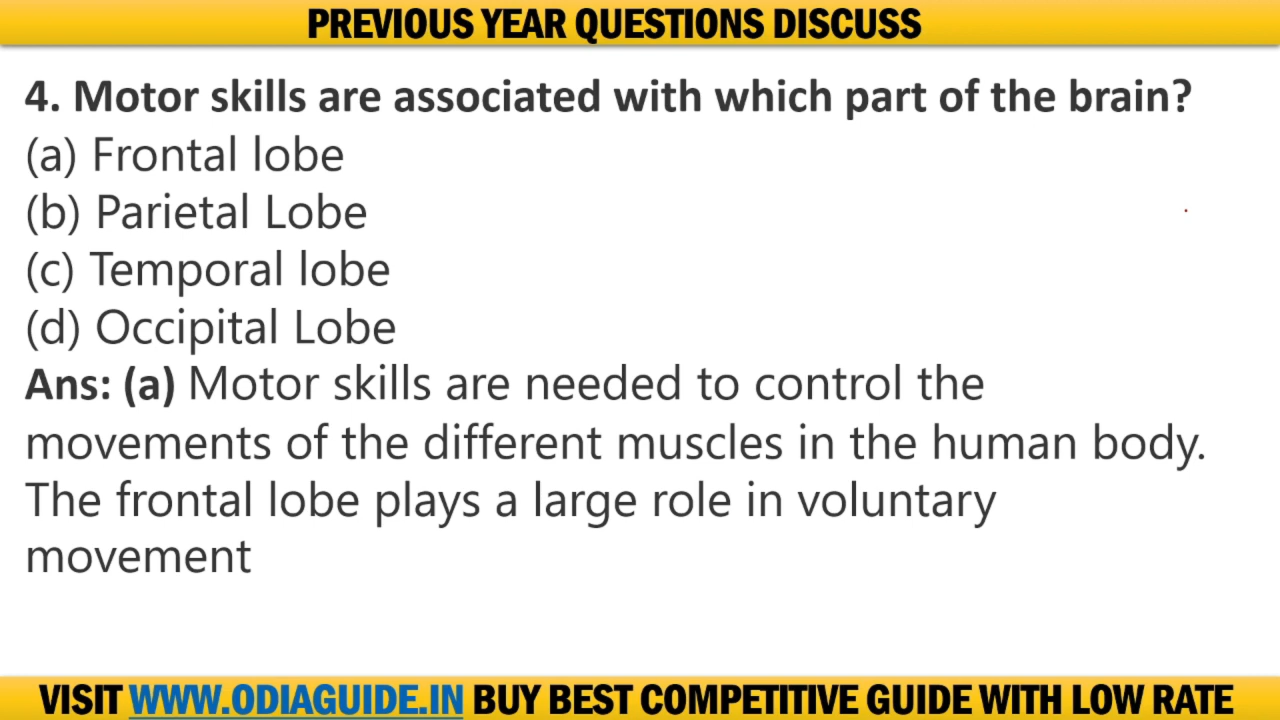 PREVIOUS YEAR QUESTIONS DISCUSS
4. Motor skills are associated with which part of the brain?
(a) Frontal lobe
(b) Parietal Lobe
(c) Temporal lobe
(d) Occipital Lobe
Ans: (a) Motor skills are needed to control the
movements of the different muscles in the human body.
The frontal lobe plays a large role in voluntary
movement
VISIT WWW.ODIAGUIDE.IN BUY BEST COMPETITIVE GUIDE WITH LOW RATE